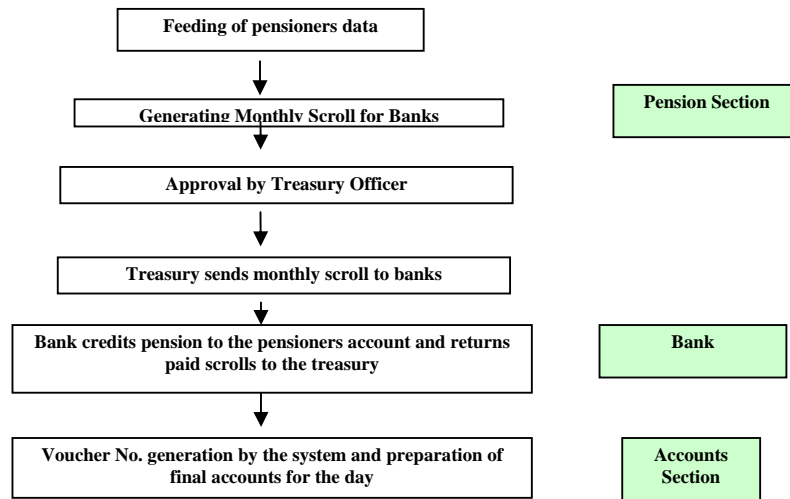 Feeding of pensioners data
Generating Monthly Scroll for Banks
Pension Section
Approval by Treasury Officer
Treasury sends monthly scroll to banks
Bank credits pension to the pensioners account and returns
paid scrolls to the treasury
Bank
Voucher No. generation by the system and preparation of
final accounts for the day
Accounts
Section